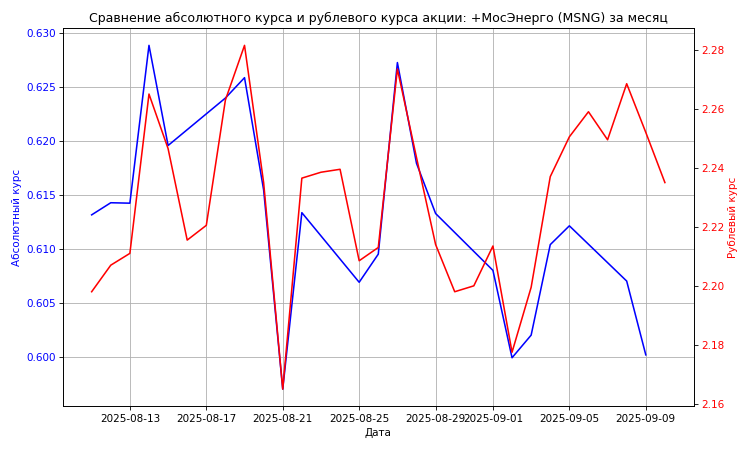 Сравнение абсолютного курса и рублевого курса акции: +МосЭнерго (MSNG) за месяц
0.630
0.625
0.620
0.615
0.610
0.605
0.600
Абсолютный курс
2.28
2.26
2.24
2.22
2.20
2.18
2.16
Рублевый курс
2025-08-13 2025-08-17 2025-08-21 2025-08-25 2025-08-29 2025-09-01 2025-09-05 2025-09-09
Дата